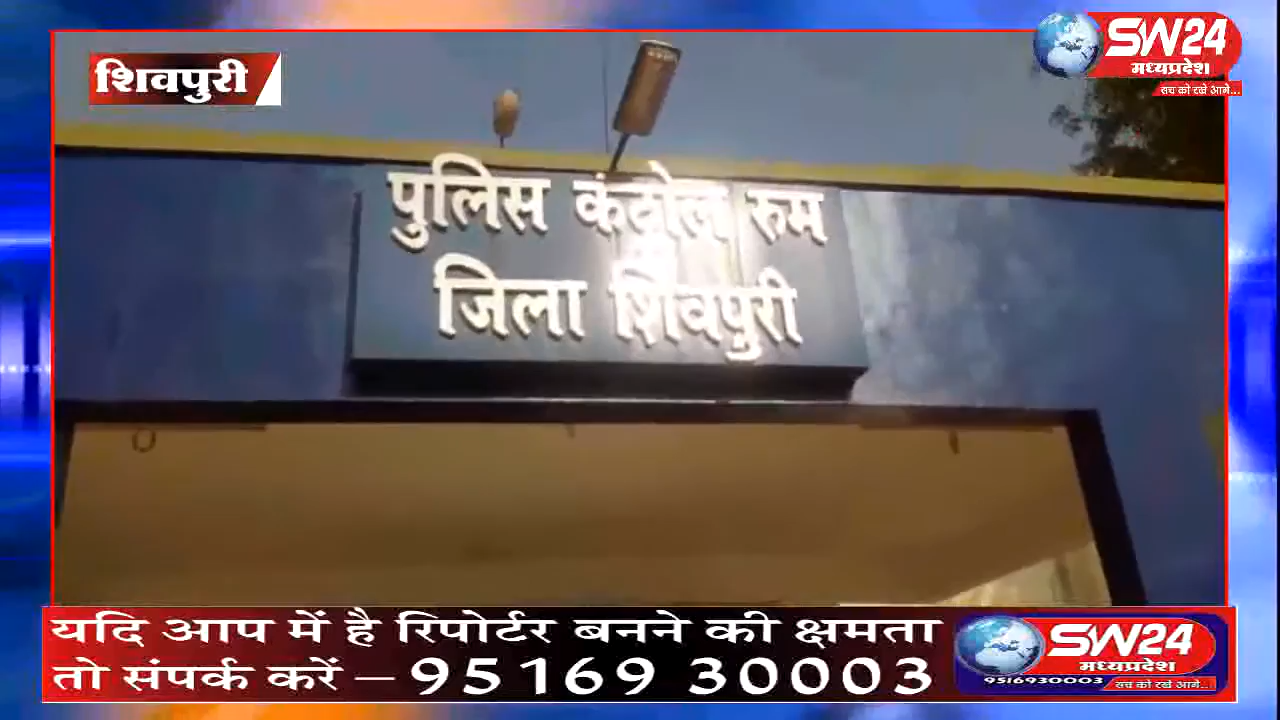 शिवपुरी
SW24
मध्यप्रदेश
सच को रखे आगे...
पुलिस कंट्रोल रुम
जिला शिवपुरी
यदि आप में है रिपोर्टर बनने की क्षमता
तो संपर्क करें – 95169 30003
SW24
मध्यप्रदेश
9516930003
सच को रखे आगे...